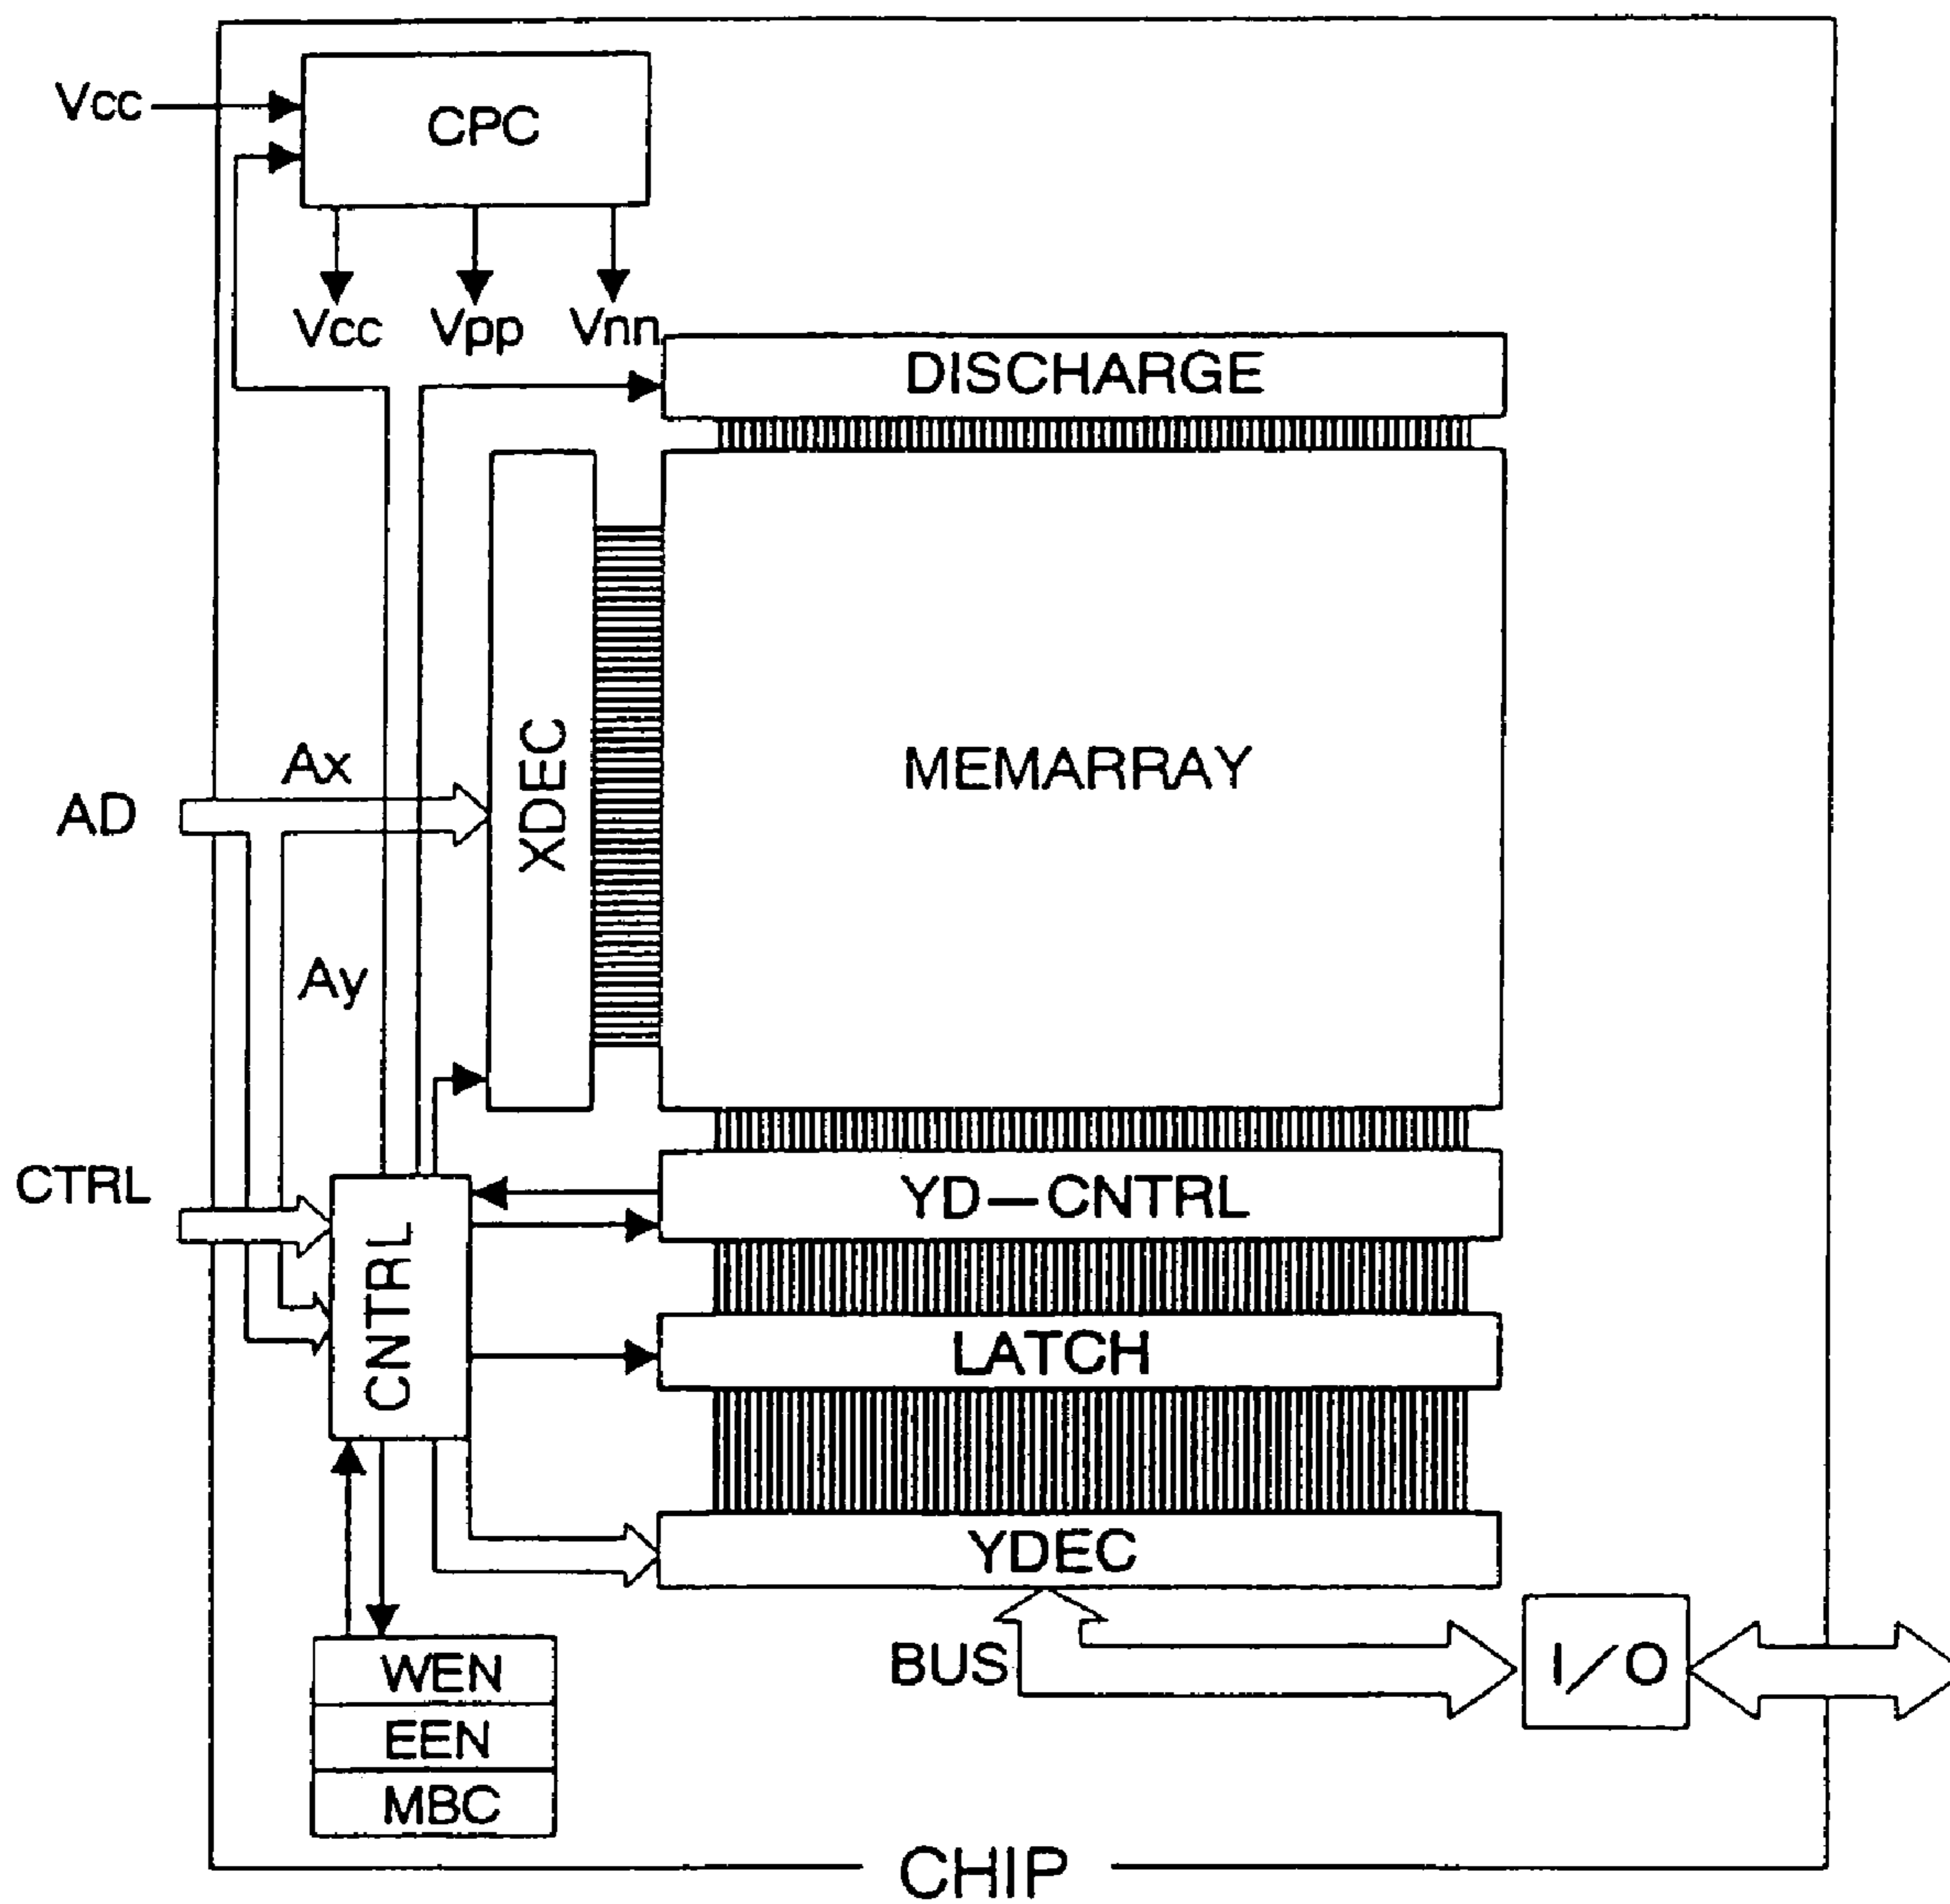 Vcc
CPC
Vcc
Vpp
Vnn
DISCHARGE
XDEC
MEMARRAY
Ax
AD
Ay
CTRL
CNTRL
YD—CNTRL
LATCH
YDEC
BUS
I/O
WEN
EEN
MBC
CHIP